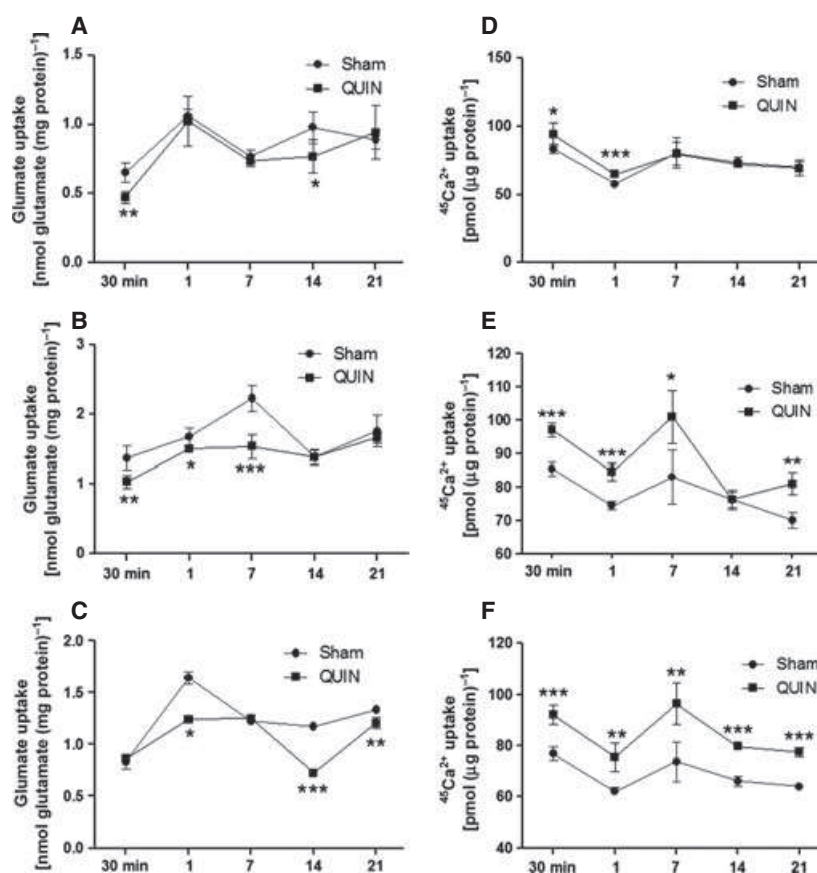 A
Glumate uptake
[nmol glutamate (mg protein)⁻¹]
1.5
1.0
0.5
0.0
Sham
QUIN
**
*
30 min 1 7 14 21
D
⁴⁵Ca²⁺ uptake
[pmol (µg protein)⁻¹]
150
100
50
0
Sham
QUIN
*
***
30 min 1 7 14 21
B
Glumate uptake
[nmol glutamate (mg protein)⁻¹]
3
2
1
0
Sham
QUIN
**
*
***
30 min 1 7 14 21
E
⁴⁵Ca²⁺ uptake
[pmol (µg protein)⁻¹]
120
110
100
90
80
70
60
Sham
QUIN
***
***
*
**
30 min 1 7 14 21
C
Glumate uptake
[nmol glutamate (mg protein)⁻¹]
2.0
1.5
1.0
0.5
0.0
Sham
QUIN
*
***
**
30 min 1 7 14 21
F
⁴⁵Ca²⁺ uptake
[pmol (µg protein)⁻¹]
120
100
80
60
40
Sham
QUIN
***
**
**
***
***
30 min 1 7 14 21